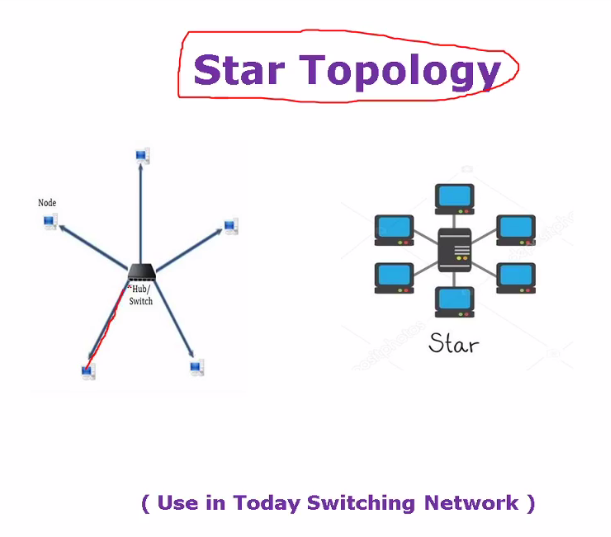 Star Topology
Node
Hub/
Switch
Star
( Use in Today Switching Network )